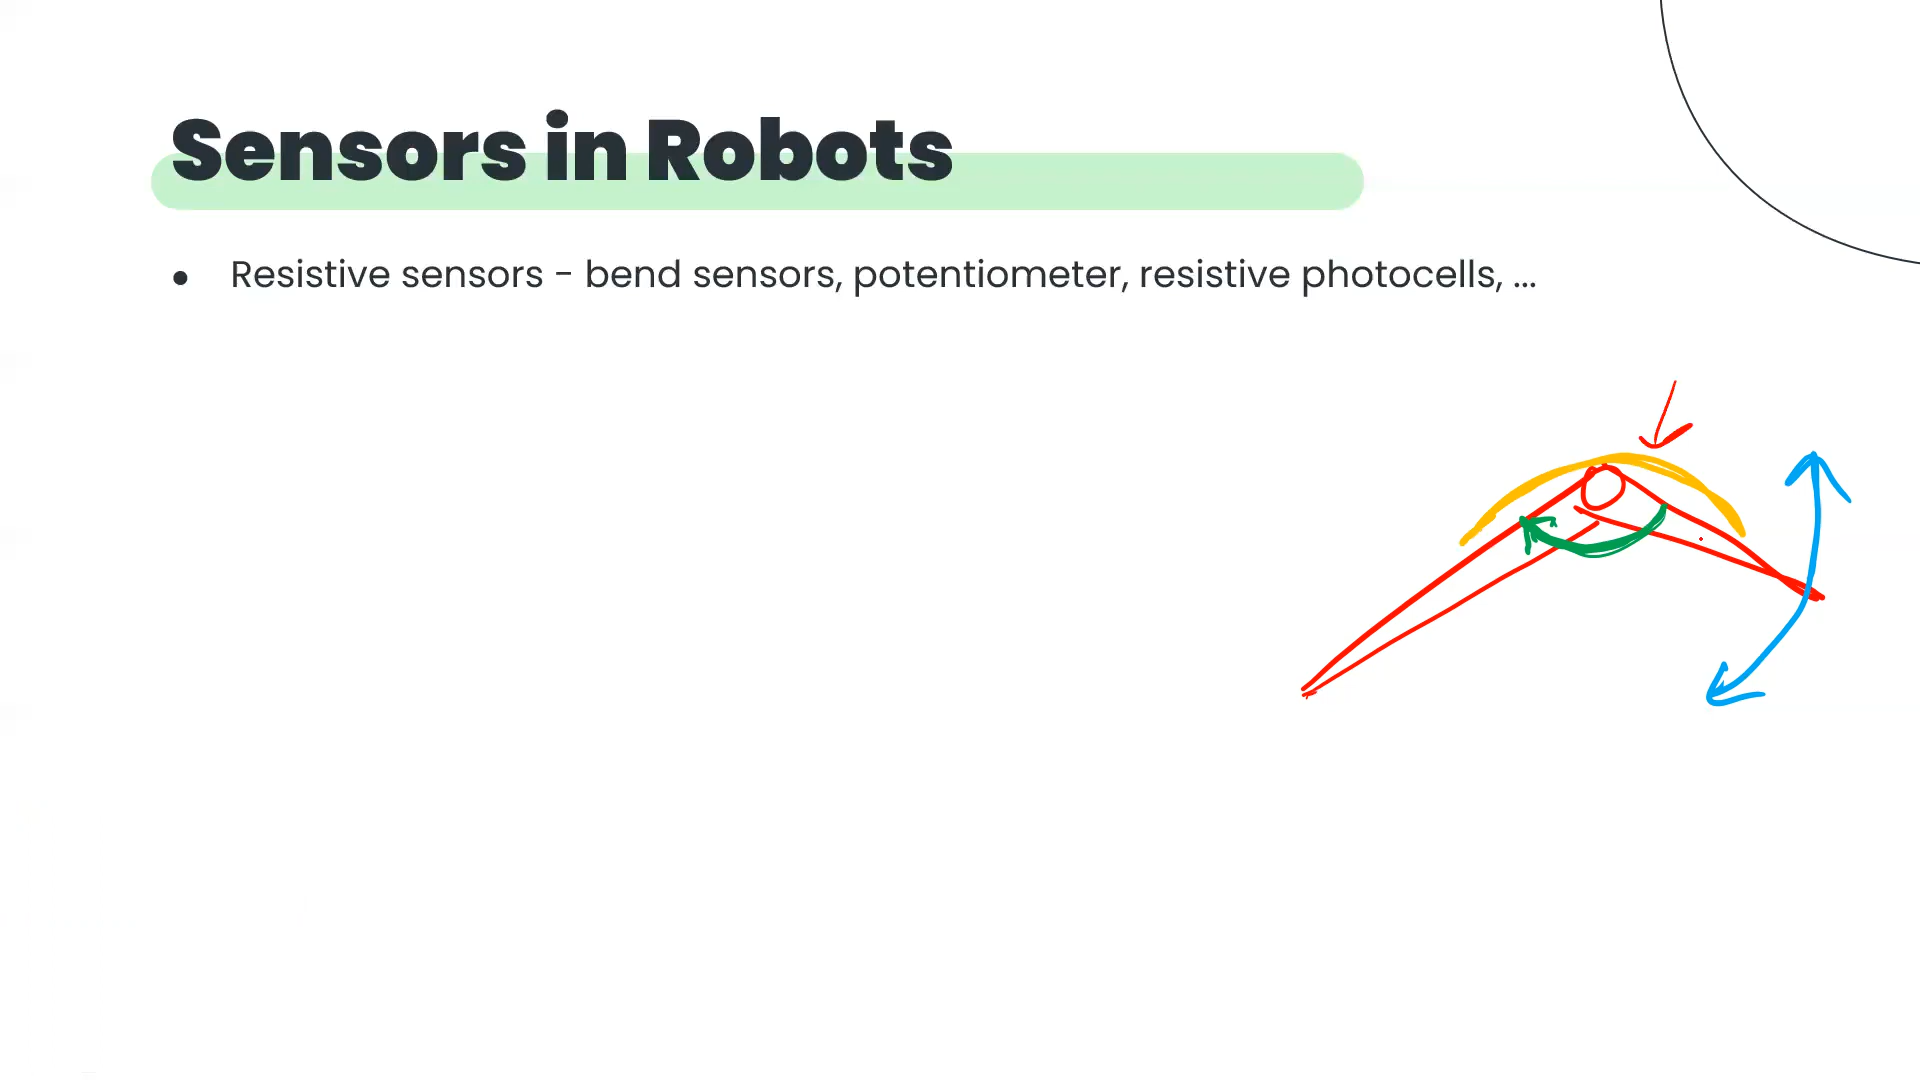 Sensors in Robots
● Resistive sensors - bend sensors, potentiometer, resistive photocells, ...